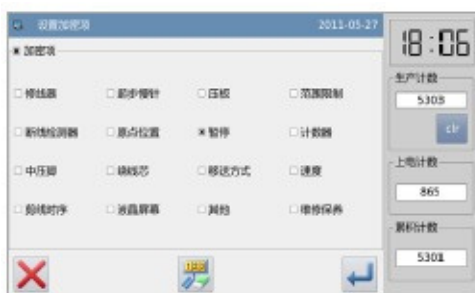 设置加密项 2011-05-27
加密项
修线器 起步慢针 压板 范围限制
断线检测器 原点位置 暂停 计数器
中压脚 绕线芯 移送方式 速度
剪线时序 液晶屏幕 其他 维修保养
18:06
生产计数
5303
clr
上电计数
865
累积计数
5301